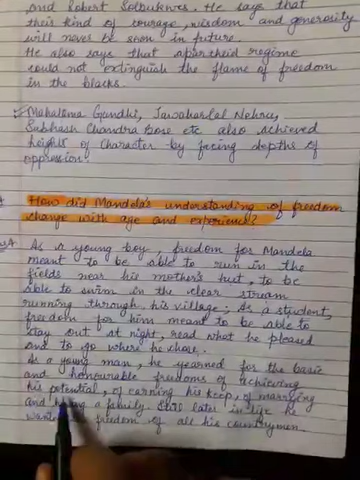 and Robert Solbukwes. He says that
their kind of courage, wisdom and generosity
will never be seen in future.
He also says that apartheid regime
could not extinguish the flame of freedom
in the blacks.
Mahatama Gandhi, Jawaharlal Nehru,
Subhash Chandra Bose etc also achieved
heights of character by facing depths of
oppression.
How did Mandela's understanding of freedom
change with age and experience?
As a young boy, freedom for Mandela
meant to be able to run in the
fields near his mother's hut, to be
able to swim in the clear stream
running through his village; As a student,
freedom for him meant to be able to
stay out at night, read what he pleased
and to go where he chose.
As a young man, he yearned for the basic
and honourable freedoms of achieving
his potential, of earning his keep, of marrying
and having a family. Still later in life he
freedom of all his countrymen